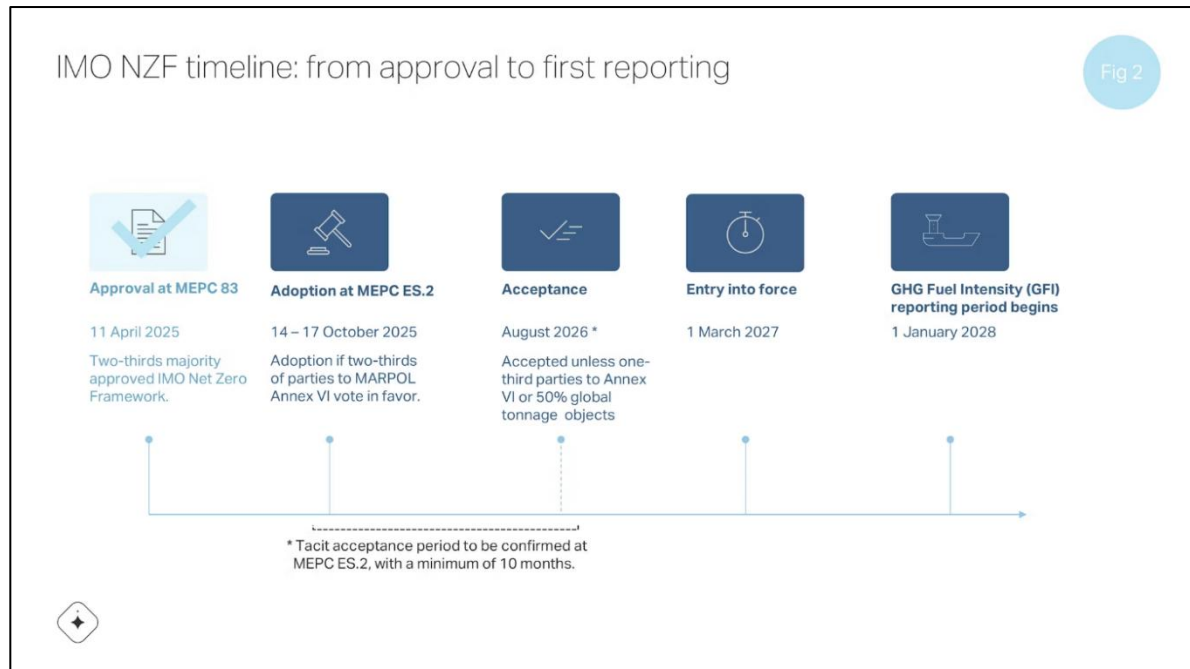 IMO NZF timeline: from approval to first reporting
Fig 2
Approval at MEPC 83
11 April 2025
Two-thirds majority
approved IMO Net Zero
Framework.
Adoption at MEPC ES.2
14 – 17 October 2025
Adoption if two-thirds
of parties to MARPOL
Annex VI vote in favor.
Acceptance
August 2026 *
Accepted unless one-
third parties to Annex
VI or 50% global
tonnage objects
Entry into force
1 March 2027
GHG Fuel Intensity (GFI)
reporting period begins
1 January 2028
* Tacit acceptance period to be confirmed at
MEPC ES.2, with a minimum of 10 months.